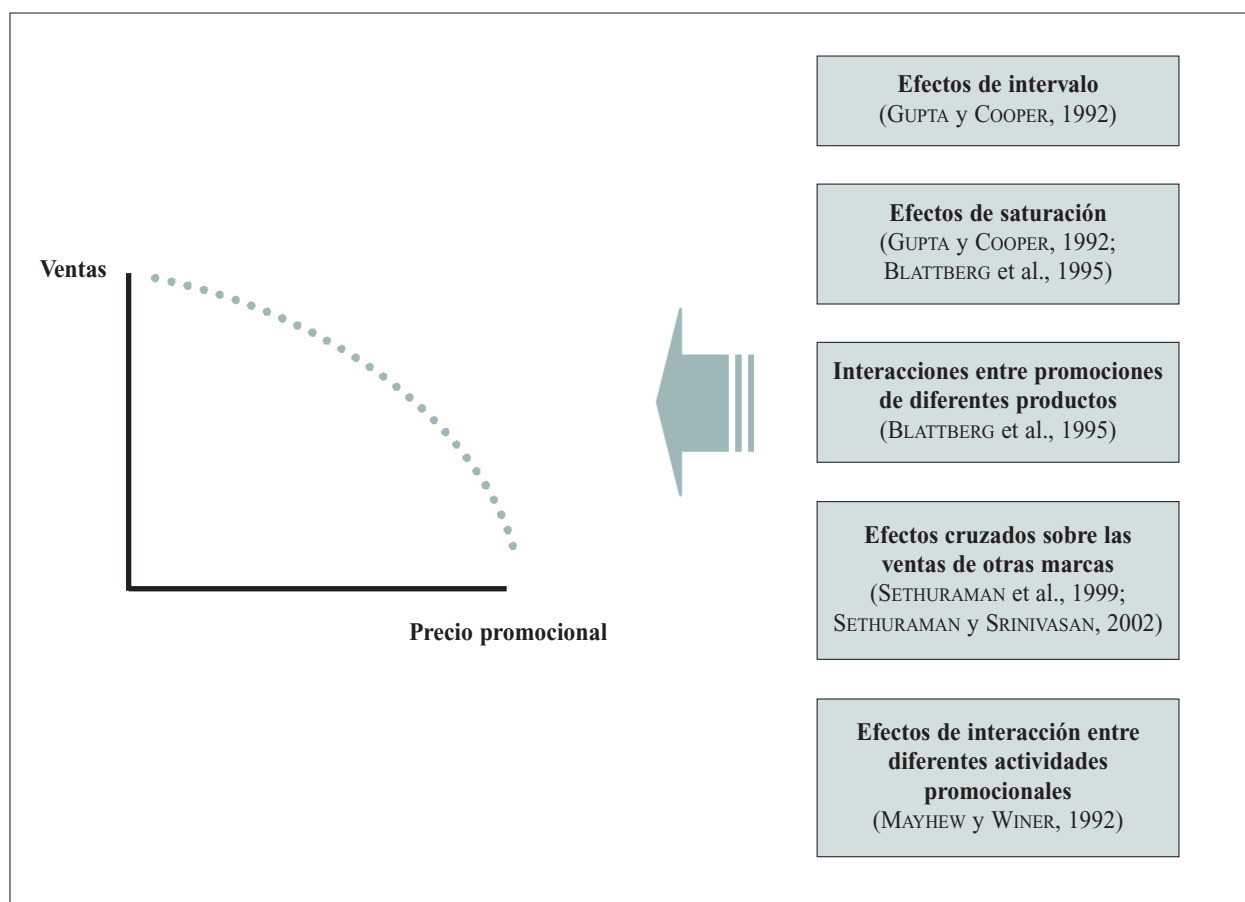 Efectos de intervalo
(GUPTA y COOPER, 1992)
Efectos de saturación
(GUPTA y COOPER, 1992;
BLATTBERG et al., 1995)
Ventas
Interacciones entre promociones
de diferentes productos
(BLATTBERG et al., 1995)
Efectos cruzados sobre las
ventas de otras marcas
(SETHURAMAN et al., 1999;
SETHURAMAN y SRINIVASAN, 2002)
Precio promocional
Efectos de interacción entre
diferentes actividades
promocionales
(MAYHEW y WINER, 1992)